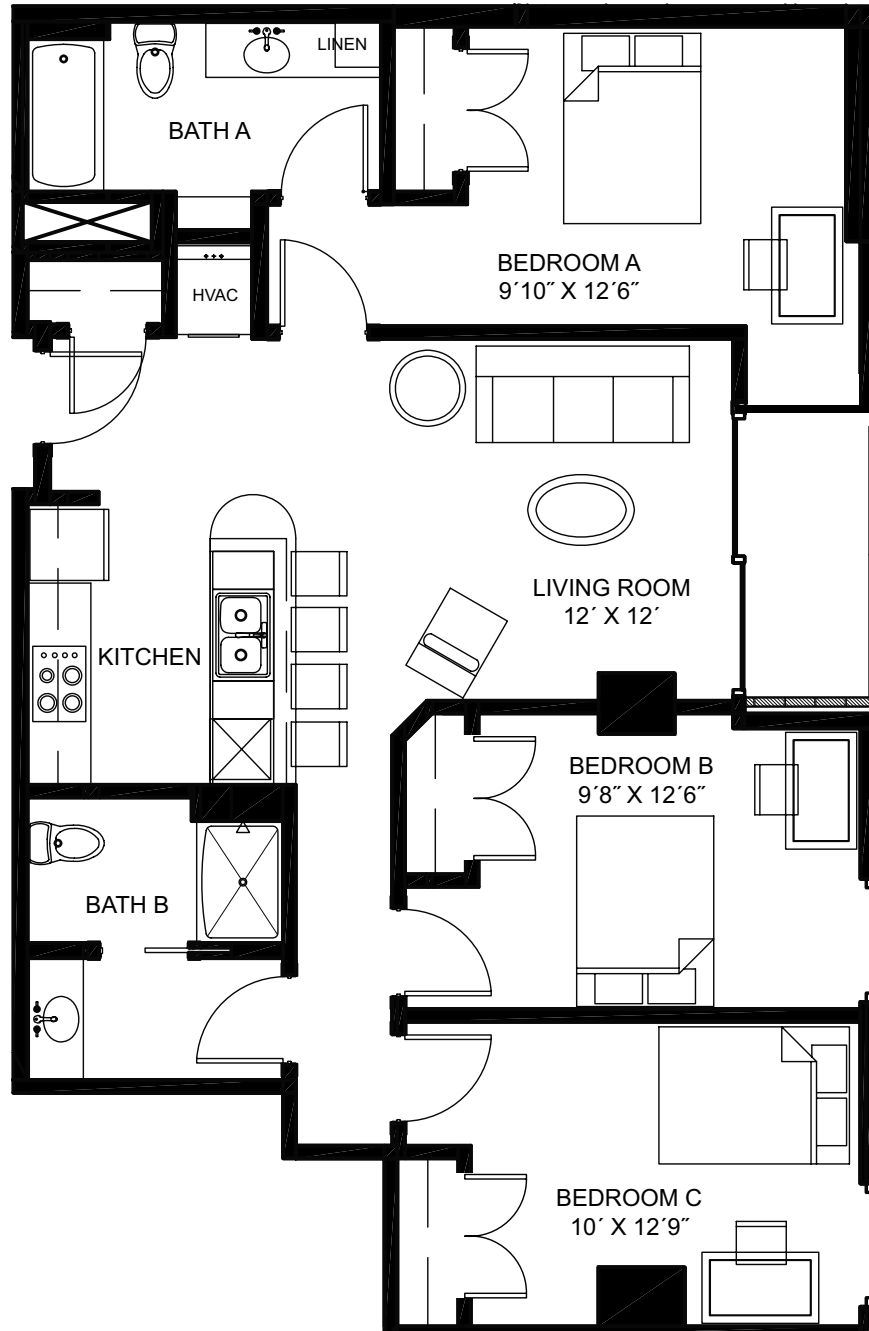 LINEN
BATH A
BEDROOM A
9´10˝ X 12´6˝
HVAC
LIVING ROOM
12´ X 12´
KITCHEN
BEDROOM B
9´8˝ X 12´6˝
BATH B
BEDROOM C
10´ X 12´9˝